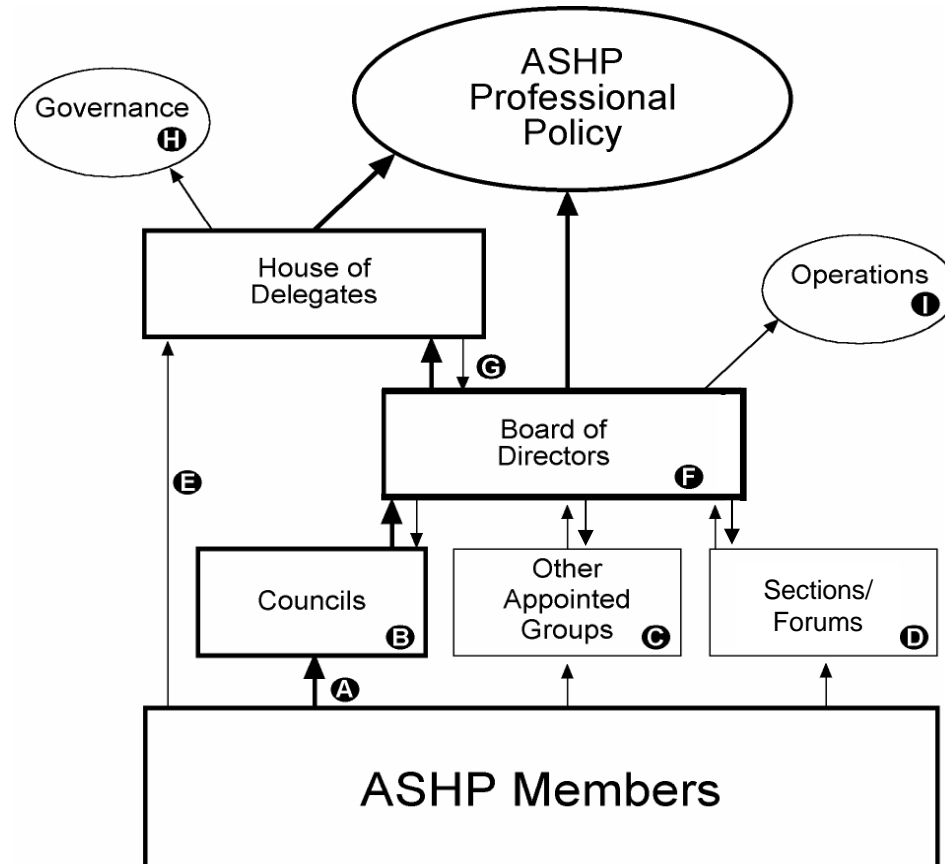 ASHP
Professional
Policy
Governance
H
House of
Delegates
Operations
I
G
Board of
Directors
F
E
Councils
B
Other
Appointed
Groups
C
Sections/
Forums
D
A
ASHP Members